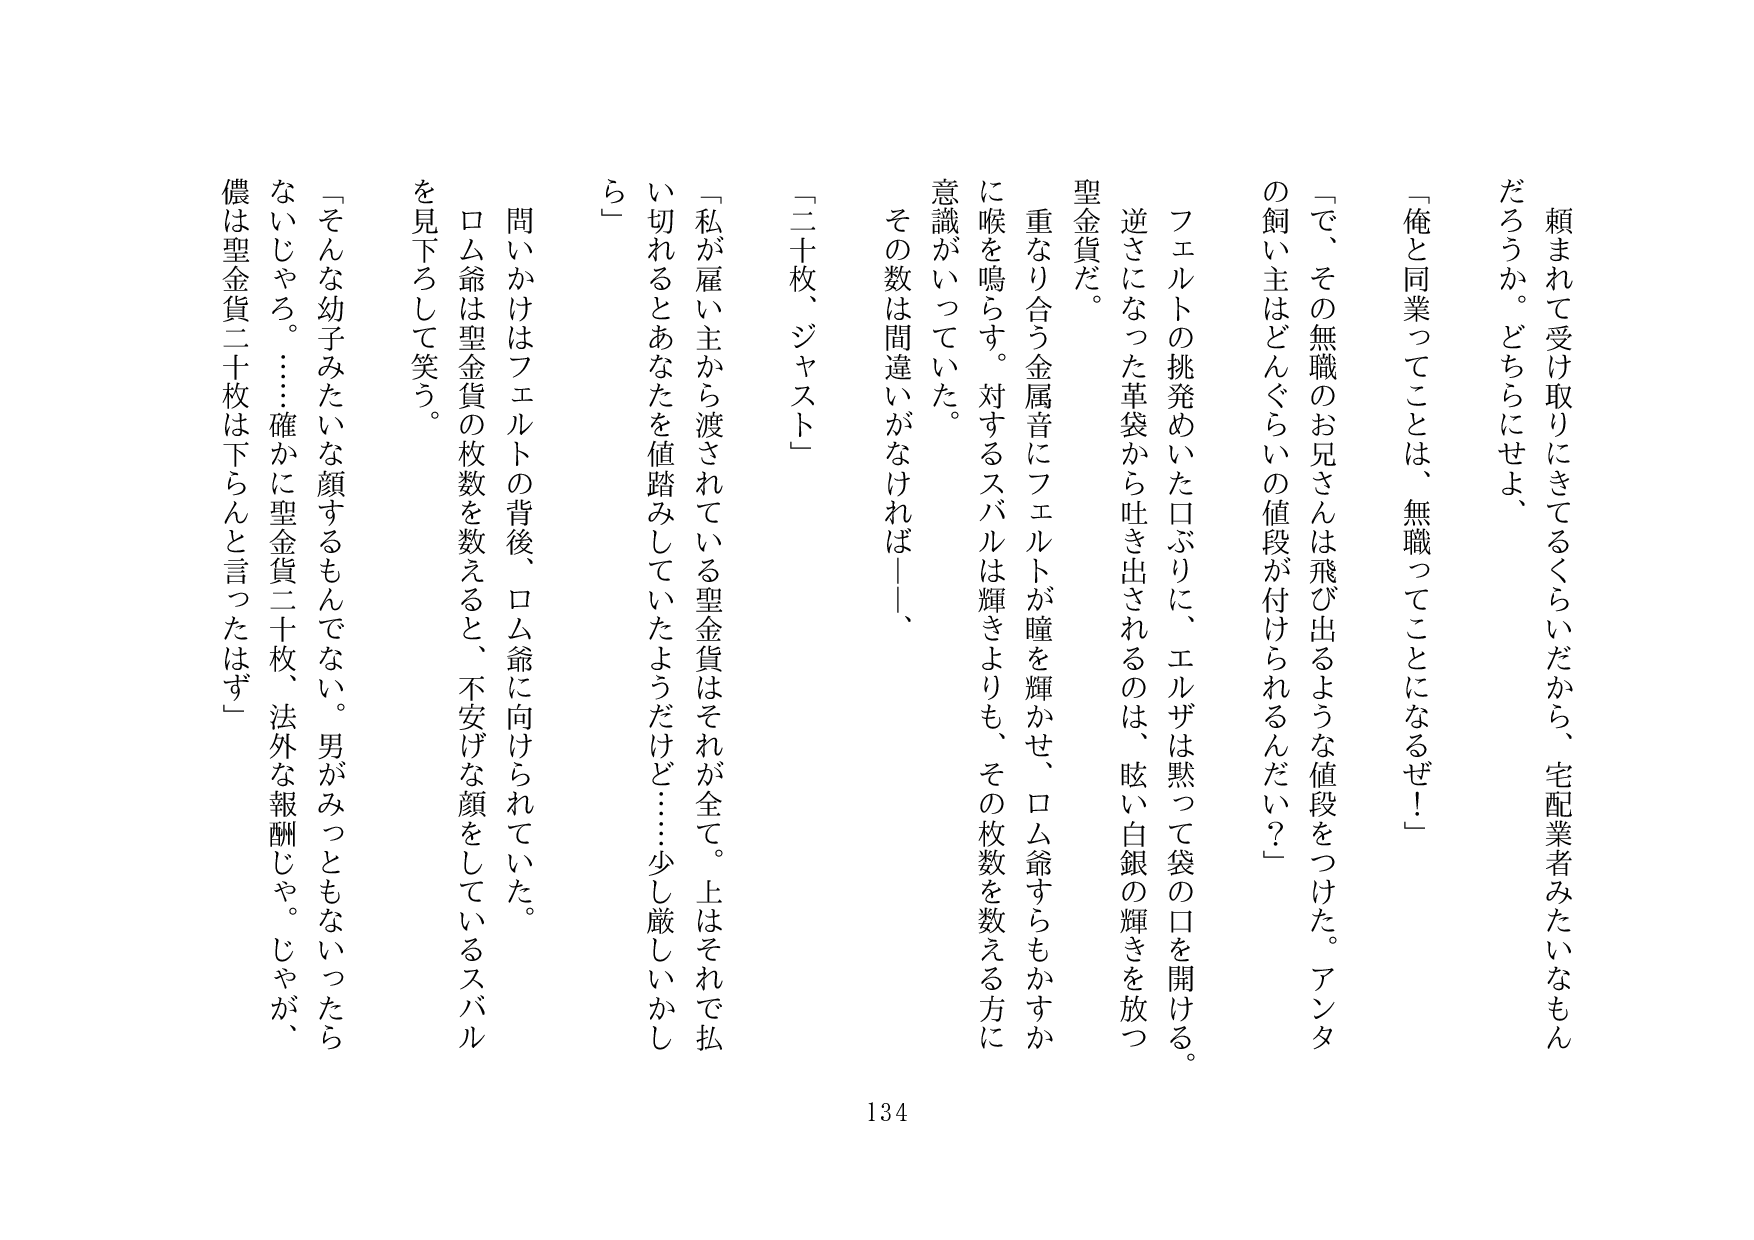 頼まれて受け取りにきてるくらいだから、宅配業者みたいなもん
だろうか。どちらにせよ、
「俺と同業ってことは、無職ってことになるぜ！」
「で、その無職のお兄さんは飛び出るような値段をつけた。アンタ
の飼い主はどんぐらいの値段が付けられるんだい？」
フェルトの挑発めいた口ぶりに、エルザは黙って袋の口を開ける。
逆さになった革袋から吐き出されるのは、眩い白銀の輝きを放つ
聖金貨だ。
重なり合う金属音にフェルトが瞳を輝かせ、ロム爺すらもかすか
に喉を鳴らす。対するスバルは輝きよりも、その枚数を数える方に
意識がいっていた。
その数は間違いがなければ――、
「二十枚、ジャスト」
「私が雇い主から渡されている聖金貨はそれが全て。上はそれで払
い切れるとあなたを値踏みしていたようだけど……少し厳しいかし
ら」
問いかけはフェルトの背後、ロム爺に向けられていた。
ロム爺は聖金貨の枚数を数えると、不安げな顔をしているスバル
を見下ろして笑う。
「そんな幼子みたいな顔するもんでない。男がみっともないったら
ないじゃろ。……確かに聖金貨二十枚、法外な報酬じゃ。じゃが、
儂は聖金貨二十枚は下らんと言ったはず」
134